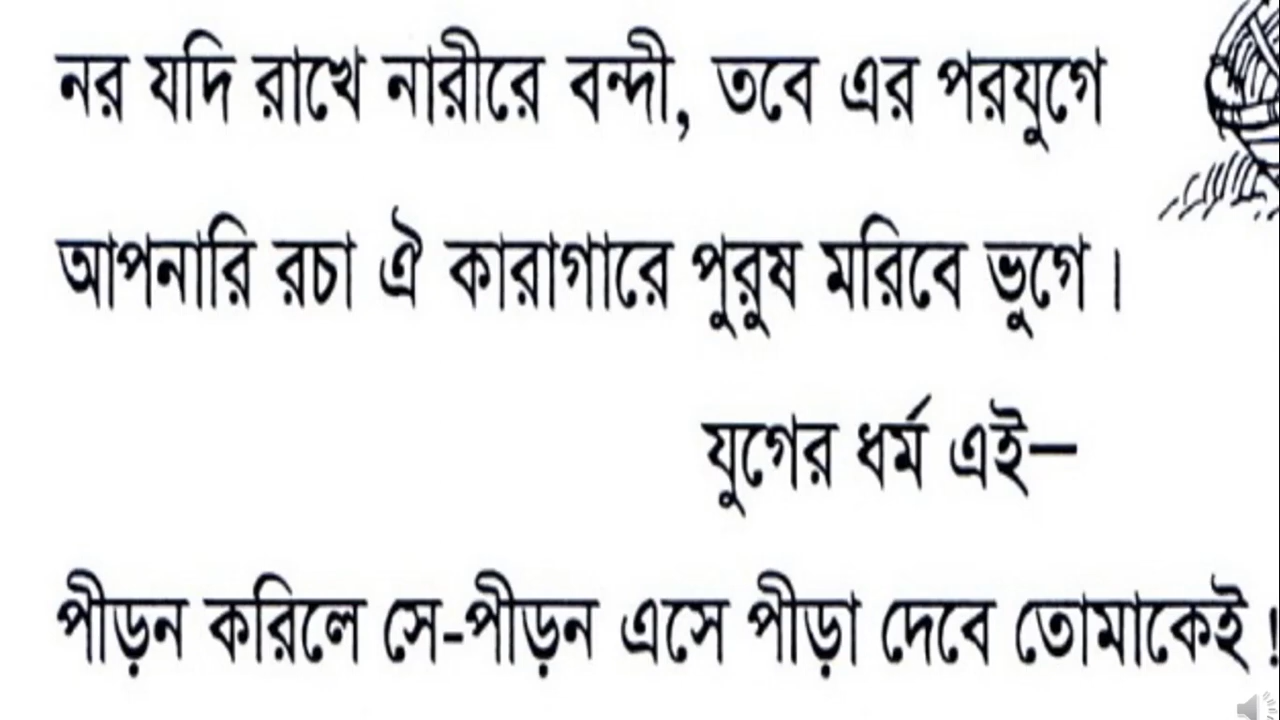 নর যদি রাখে নারীরে বন্দী, তবে এর পরযুগে
আপনারি রচা ঐ কারাগারে পুরুষ মরিবে ভুগে।
যুগের ধর্ম এই–
পীড়ন করিলে সে-পীড়ন এসে পীড়া দেবে তোমাকেই!